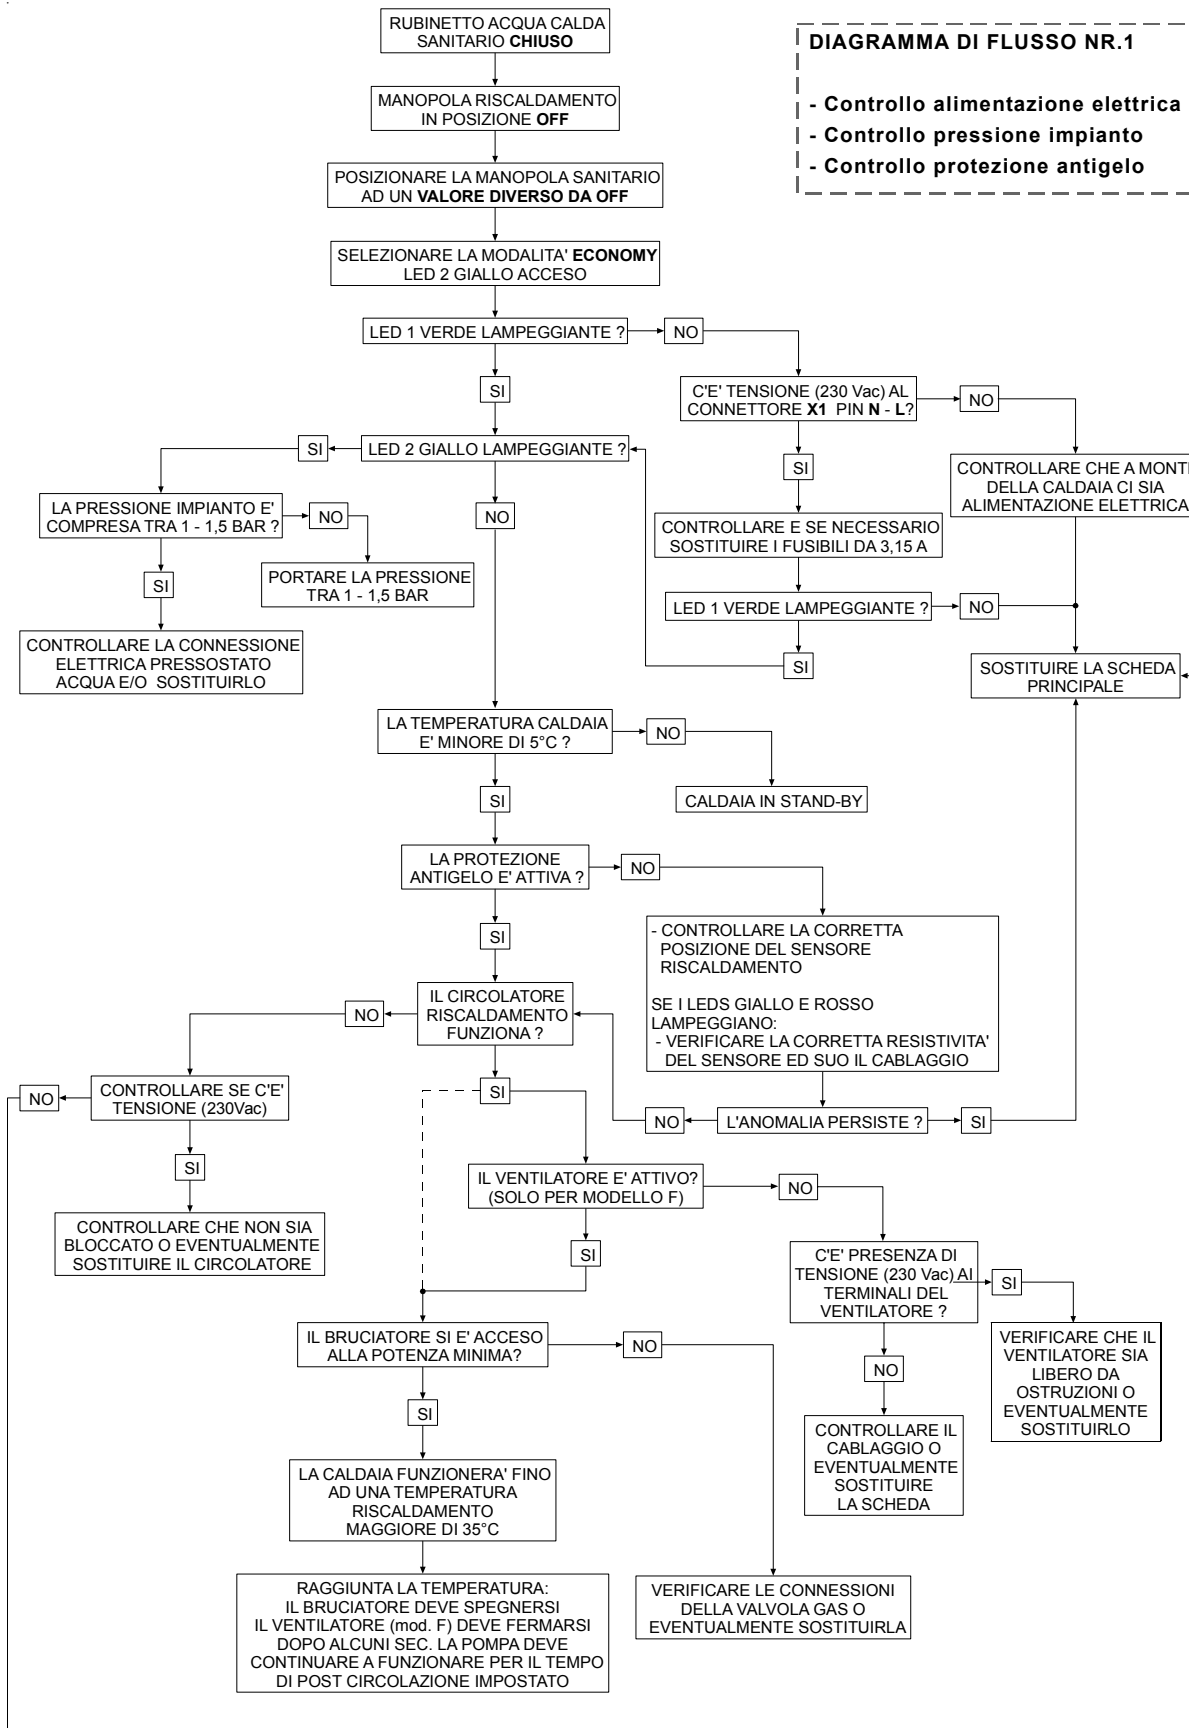 RUBINETTO ACQUA CALDA
SANITARIO CHIUSO
DIAGRAMMA DI FLUSSO NR.1
- Controllo alimentazione elettrica
- Controllo pressione impianto
- Controllo protezione antigelo
MANOPOLA RISCALDAMENTO
IN POSIZIONE OFF
POSIZIONARE LA MANOPOLA SANITARIO
AD UN VALORE DIVERSO DA OFF
SELEZIONARE LA MODALITA' ECONOMY
LED 2 GIALLO ACCESO
LED 1 VERDE LAMPEGGIANTE ?
NO
SI
C'E' TENSIONE (230 Vac) AL
CONNETTORE X1 PIN N - L?
NO
SI
LED 2 GIALLO LAMPEGGIANTE ?
SI
NO
CONTROLLARE CHE A MONT
DELLA CALDAIA CI SIA
ALIMENTAZIONE ELETTRICA
LA PRESSIONE IMPIANTO E'
COMPRESA TRA 1 - 1,5 BAR ?
NO
SI
PORTARE LA PRESSIONE
TRA 1 - 1,5 BAR
CONTROLLARE E SE NECESSARIO
SOSTITUIRE I FUSIBILI DA 3,15 A
LED 1 VERDE LAMPEGGIANTE ?
NO
SI
CONTROLLARE LA CONNESSIONE
ELETTRICA PRESSOSTATO
ACQUA E/O SOSTITUIRLO
SOSTITUIRE LA SCHEDA
PRINCIPALE
LA TEMPERATURA CALDAIA
E' MINORE DI 5°C ?
NO
SI
CALDAIA IN STAND-BY
LA PROTEZIONE
ANTIGELO E' ATTIVA ?
NO
SI
- CONTROLLARE LA CORRETTA
POSIZIONE DEL SENSORE
RISCALDAMENTO
SE I LEDS GIALLO E ROSSO
LAMPEGGIANO:
- VERIFICARE LA CORRETTA RESISTIVITA'
DEL SENSORE ED SUO IL CABLAGGIO
IL CIRCOLATORE
RISCALDAMENTO
FUNZIONA ?
NO
SI
CONTROLLARE SE C'E'
TENSIONE (230Vac)
NO
SI
L'ANOMALIA PERSISTE ?
NO
SI
CONTROLLARE CHE NON SIA
BLOCCATO O EVENTUALMENTE
SOSTITUIRE IL CIRCOLATORE
IL VENTILATORE E' ATTIVO?
(SOLO PER MODELLO F)
NO
SI
C'E' PRESENZA DI
TENSIONE (230 Vac) AI
TERMINALI DEL
VENTILATORE ?
SI
NO
VERIFICARE CHE IL
VENTILATORE SIA
LIBERO DA
OSTRUZIONI O
EVENTUALMENTE
SOSTITUIRLO
IL BRUCIATORE SI E' ACCESO
ALLA POTENZA MINIMA?
NO
SI
CONTROLLARE IL
CABLAGGIO O
EVENTUALMENTE
SOSTITUIRE
LA SCHEDA
LA CALDAIA FUNZIONERA' FINO
AD UNA TEMPERATURA
RISCALDAMENTO
MAGGIORE DI 35°C
RAGGIUNTA LA TEMPERATURA:
IL BRUCIATORE DEVE SPEGNERSI
IL VENTILATORE (mod. F) DEVE FERMARSI
DOPO ALCUNI SEC. LA POMPA DEVE
CONTINUARE A FUNZIONARE PER IL TEMPO
DI POST CIRCOLAZIONE IMPOSTATO
VERIFICARE LE CONNESSIONI
DELLA VALVOLA GAS O
EVENTUALMENTE SOSTITUIRLA